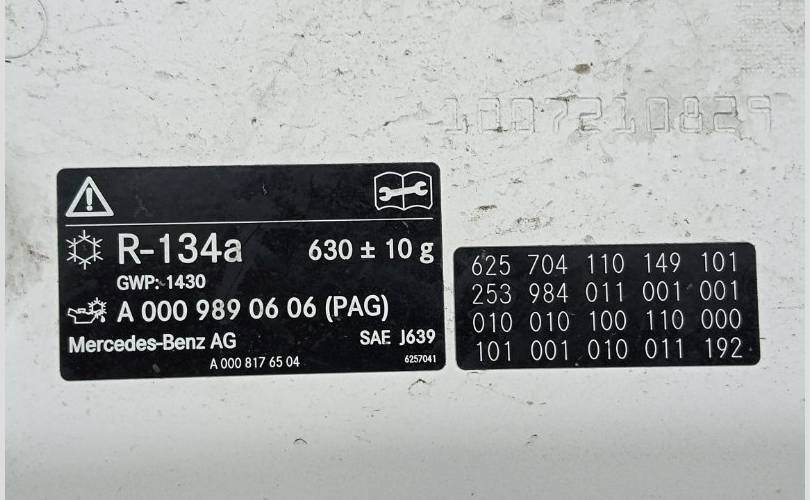 R-134a 630 ± 10 g
GWP: 1430
A 000 989 06 06 (PAG)
Mercedes-Benz AG SAE J639
A 000 817 65 04 6257041
625 704 110 149 101
253 984 011 001 001
010 010 100 110 000
101 001 010 011 192